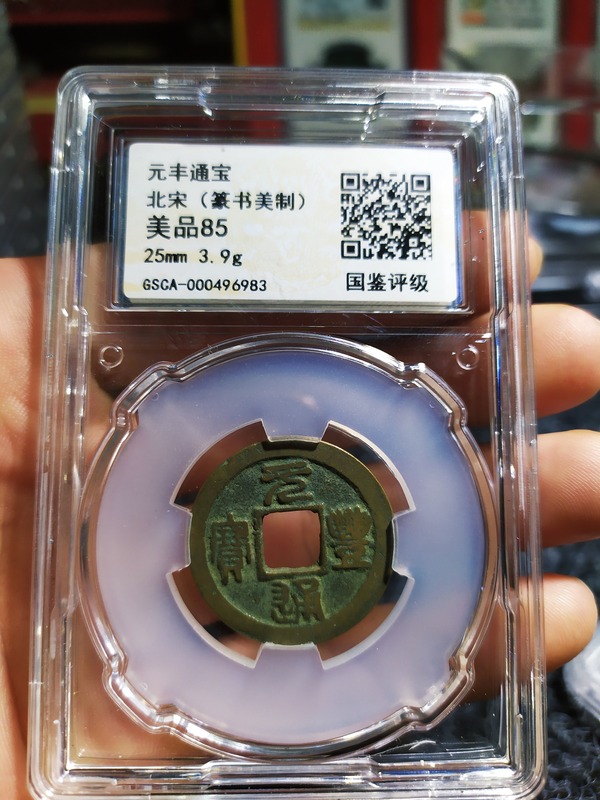 元丰通宝
北宋（篆书美制）
美品85
25mm 3.9g
GSCA-000496983
国鉴评级
元豐通寶